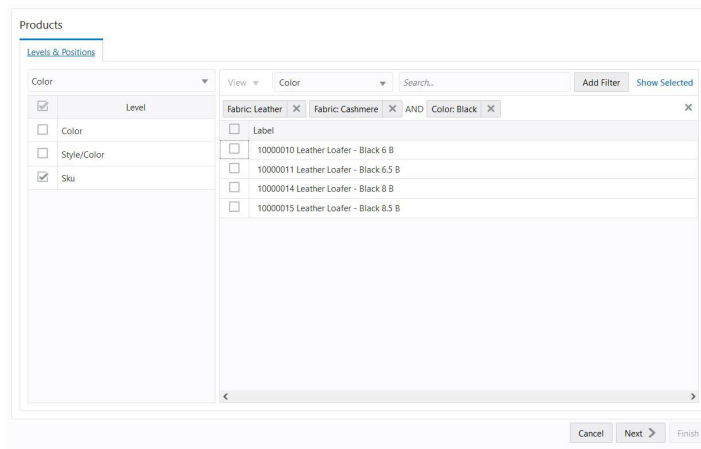 Products
Levels & Positions
Color
View Color Search... Add Filter Show Selected
Level
Color
Style/Color
Sku
Fabric: Leather Fabric: Cashmere AND Color: Black
Label
10000010 Leather Loafer - Black 6 B
10000011 Leather Loafer - Black 6.5 B
10000014 Leather Loafer - Black 8 B
10000015 Leather Loafer - Black 8.5 B
Cancel Next Finish